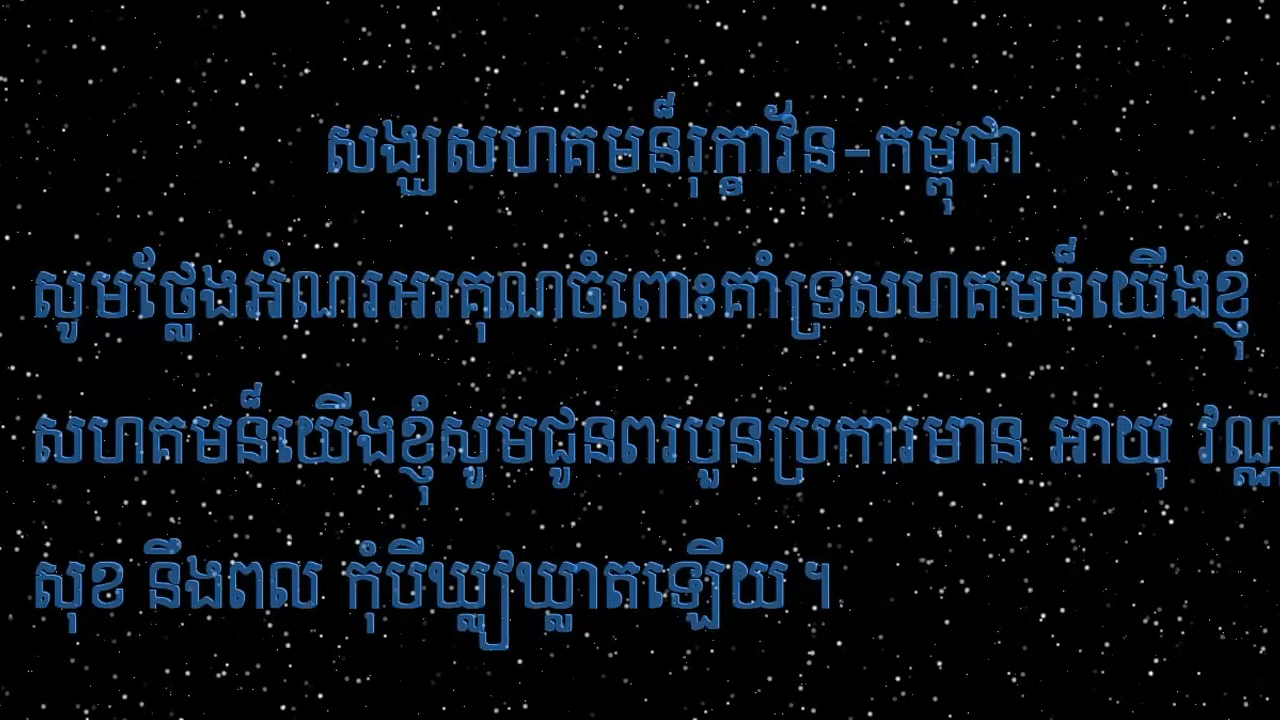 សង្ឃសហគមន៏រុក្ខាវ័ន-កម្ពុជា
សូមថ្លែងអំណរអរគុណចំពោះគាំទ្រសហគមន៏យើងខ្ញុំ
សហគមន៏យើងខ្ញុំសូមជូនពរបួនប្រការមាន អាយុ វណ្ណ
សុខ នឹងពល កុំបីឃ្លៀឃ្លាតឡើយ។